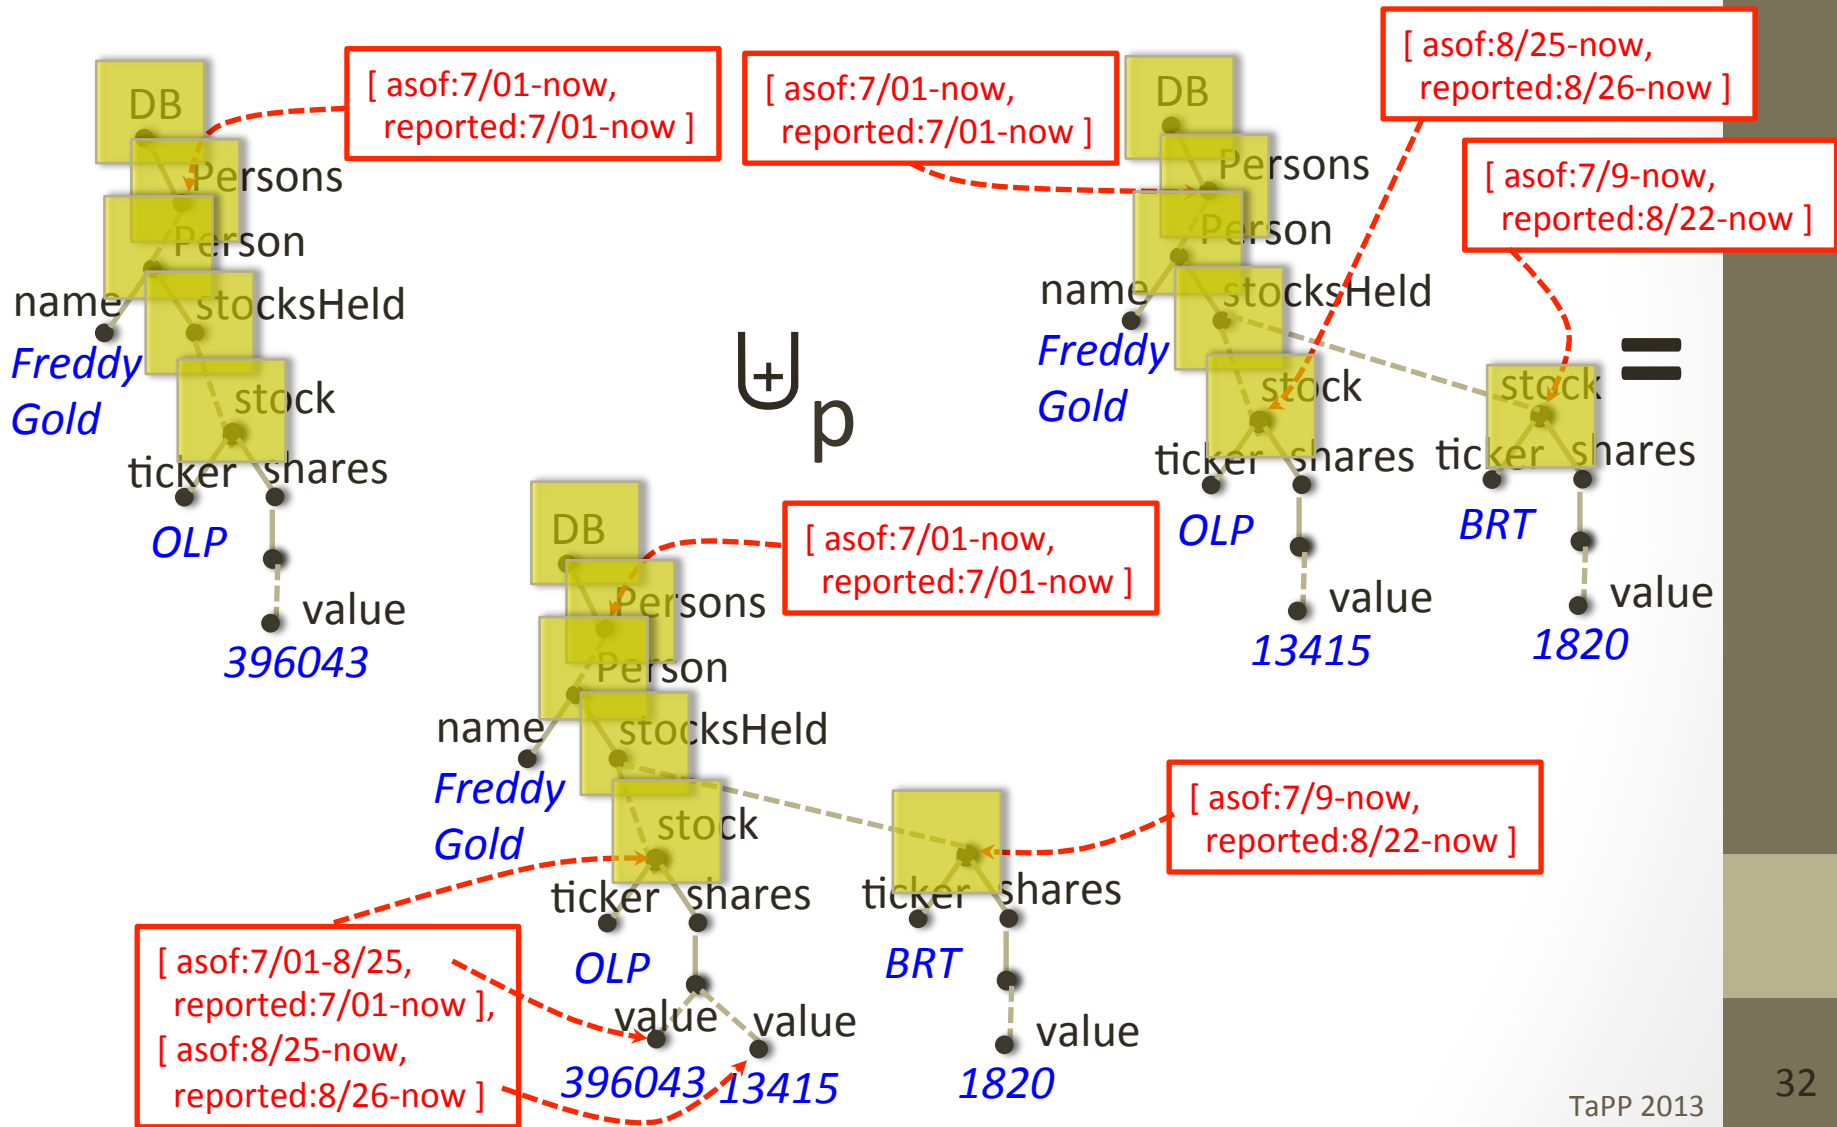 DB
Persons
Person
name
stocksHeld
Freddy
Gold
stock
ticker shares
OLP
value
396043
[ asof:7/01-now,
reported:7/01-now ]
⊎p
[ asof:7/01-now,
reported:7/01-now ]
DB
Persons
Person
name
stocksHeld
Freddy
Gold
stock
ticker shares
OLP
value
13415
[ asof:8/25-now,
reported:8/26-now ]
[ asof:7/9-now,
reported:8/22-now ]
stock
ticker shares
BRT
value
1820
=
DB
Persons
Person
name
stocksHeld
Freddy
Gold
stock
ticker shares
OLP
value value
396043 13415
[ asof:7/01-now,
reported:7/01-now ]
[ asof:7/9-now,
reported:8/22-now ]
ticker shares
BRT
value
1820
[ asof:7/01-8/25,
reported:7/01-now ],
[ asof:8/25-now,
reported:8/26-now ]
TaPP 2013
32